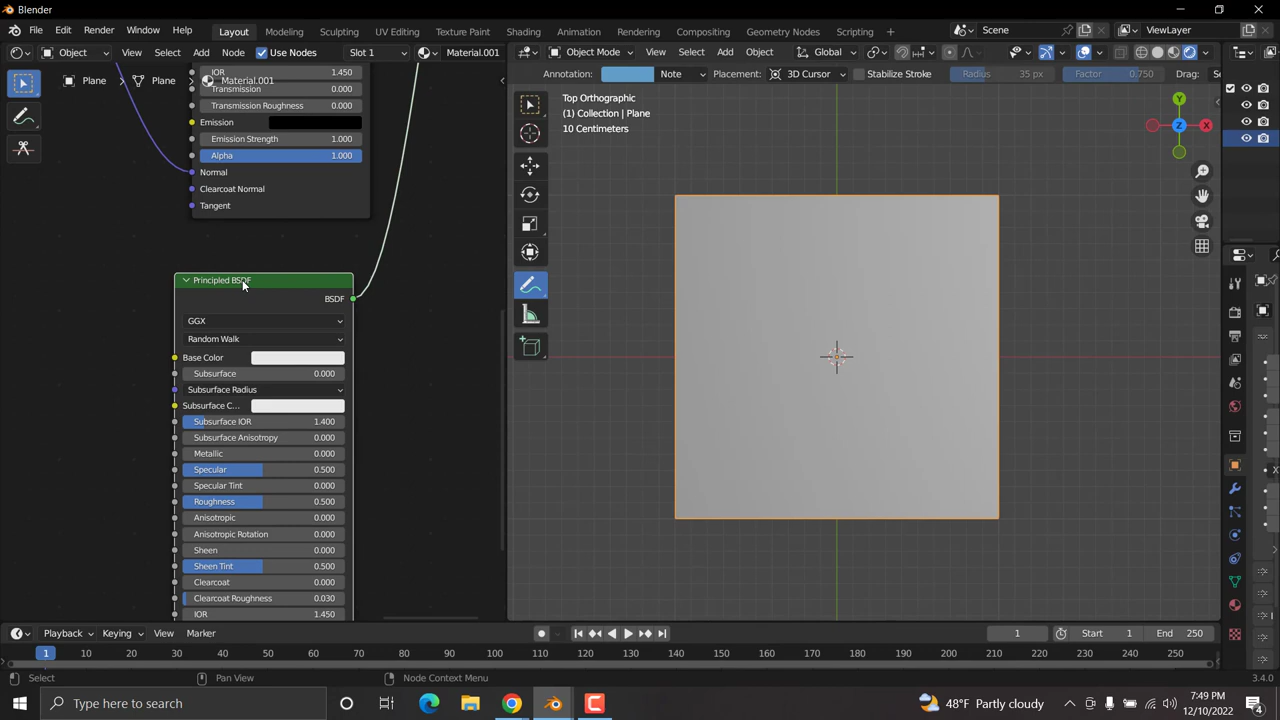 Blender
File Edit Render Window Help Layout Modeling Sculpting UV Editing Texture Paint Shading Animation Rendering Compositing Geometry Nodes Scripting Scene ViewLayer
Object View Select Add Node Use Nodes Slot 1 Material.001 Object Mode View Select Add Object Global
Annotation: Note Placement: 3D Cursor Stabilize Stroke Radius 35 px Factor 0.750 Drag:
Plane Plane Material.001
IOR 1.450
Transmission 0.000
Transmission Roughness 0.000
Emission
Emission Strength 1.000
Alpha 1.000
Normal
Clearcoat Normal
Tangent
Top Orthographic
(1) Collection | Plane
10 Centimeters
Y
Z X
Principled BSDF
BSDF
GGX
Random Walk
Base Color
Subsurface 0.000
Subsurface Radius
Subsurface C...
Subsurface IOR 1.400
Subsurface Anisotropy 0.000
Metallic 0.000
Specular 0.500
Specular Tint 0.000
Roughness 0.500
Anisotropic 0.000
Anisotropic Rotation 0.000
Sheen 0.000
Sheen Tint 0.500
Clearcoat 0.000
Clearcoat Roughness 0.030
IOR 1.450
Playback Keying View Marker 1 Start 1 End 250
1 10 20 30 40 50 60 70 80 90 100 110 120 130 140 150 160 170 180 190 200 210 220 230 240 250
Select Pan View Node Context Menu 3.4.0
Type here to search 48°F Partly cloudy 7:49 PM
12/10/2022 4